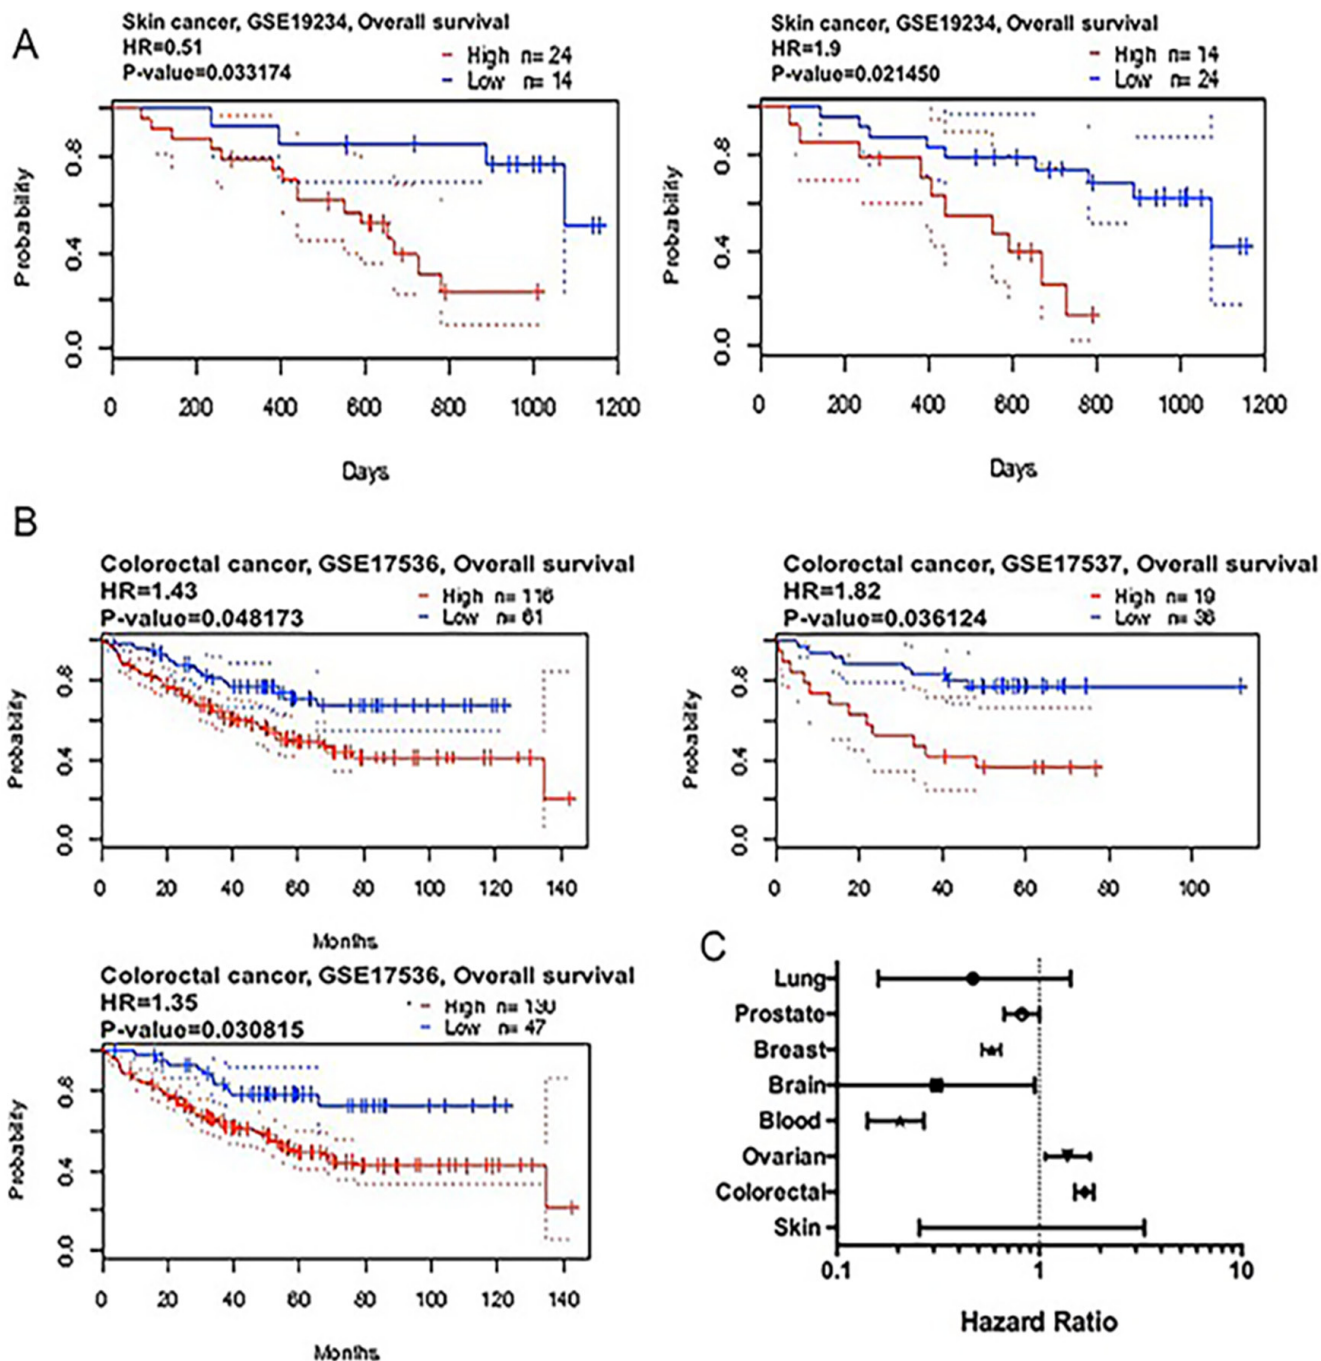 A
Skin cancer, GSE19234, Overall survival
HR=0.51
High n= 24
P-value=0.033174
Low n= 14
Probability
0.8
0.4
0.0
0 200 400 600 800 1000 1200
Days
Skin cancer, GSE19234, Overall survival
HR=1.9
High n= 14
P-value=0.021450
Low n= 24
Probability
0.8
0.4
0.0
0 200 400 600 800 1000 1200
Days
B
Colorectal cancer, GSE17536, Overall survival
HR=1.43
High n= 116
P-value=0.048173
Low n= 61
Probability
0.8
0.4
0.0
0 20 40 60 80 100 120 140
Months
Colorectal cancer, GSE17537, Overall survival
HR=1.82
High n= 19
P-value=0.036124
Low n= 36
Probability
0.8
0.4
0.0
0 20 40 60 80 100
Colorectal cancer, GSE17536, Overall survival
HR=1.35
High n= 130
P-value=0.030815
Low n= 47
Probability
0.8
0.4
0.0
0 20 40 60 80 100 120 140
Months
C
Lung
Prostate
Breast
Brain
Blood
Ovarian
Colorectal
Skin
0.1 1 10
Hazard Ratio